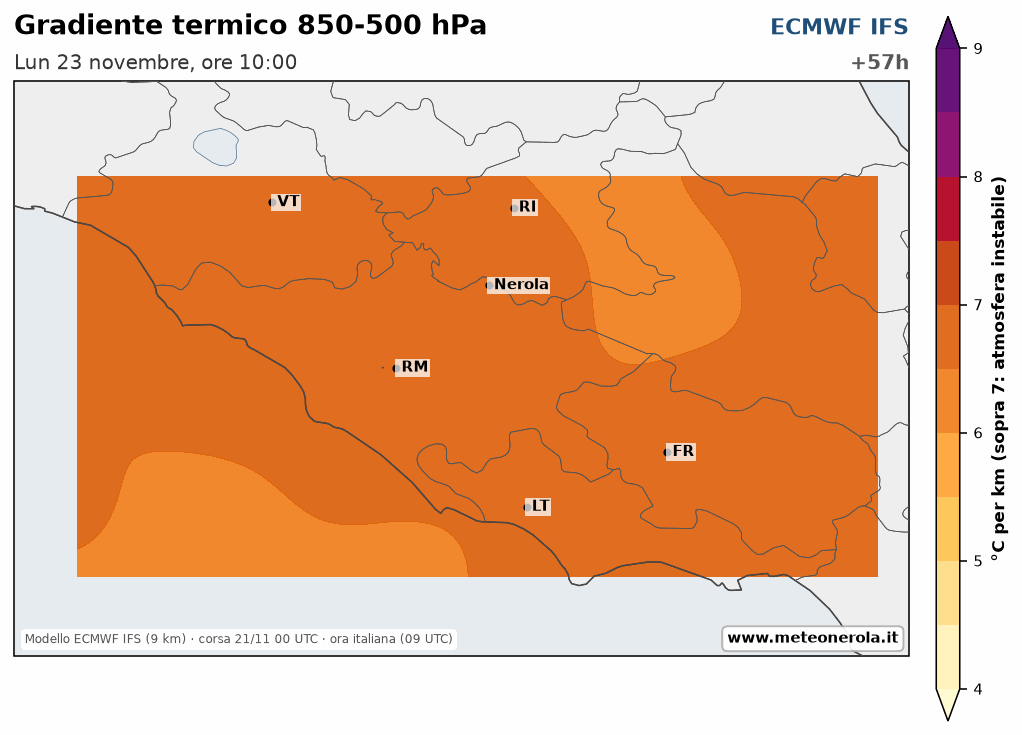 Gradiente termico 850-500 hPa
ECMWF IFS
Lun 23 novembre, ore 10:00
+57h
VT
RI
Nerola
RM
FR
LT
Modello ECMWF IFS (9 km) · corsa 21/11 00 UTC · ora italiana (09 UTC)
www.meteonerola.it
9
8
7
6
5
4
°C per km (sopra 7: atmosfera instabile)